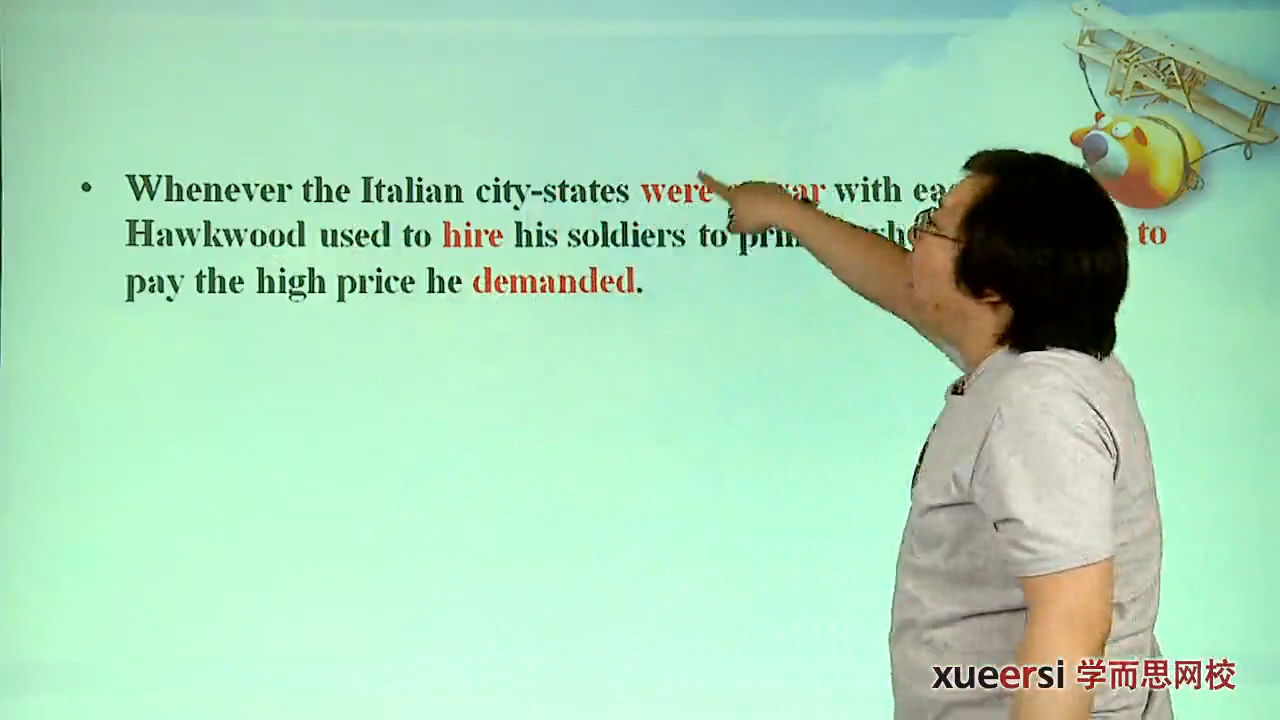 • Whenever the Italian city-states were war with
Hawkwood used to hire his soldiers to to
pay the high price he demanded.
xueersi 学而思网校